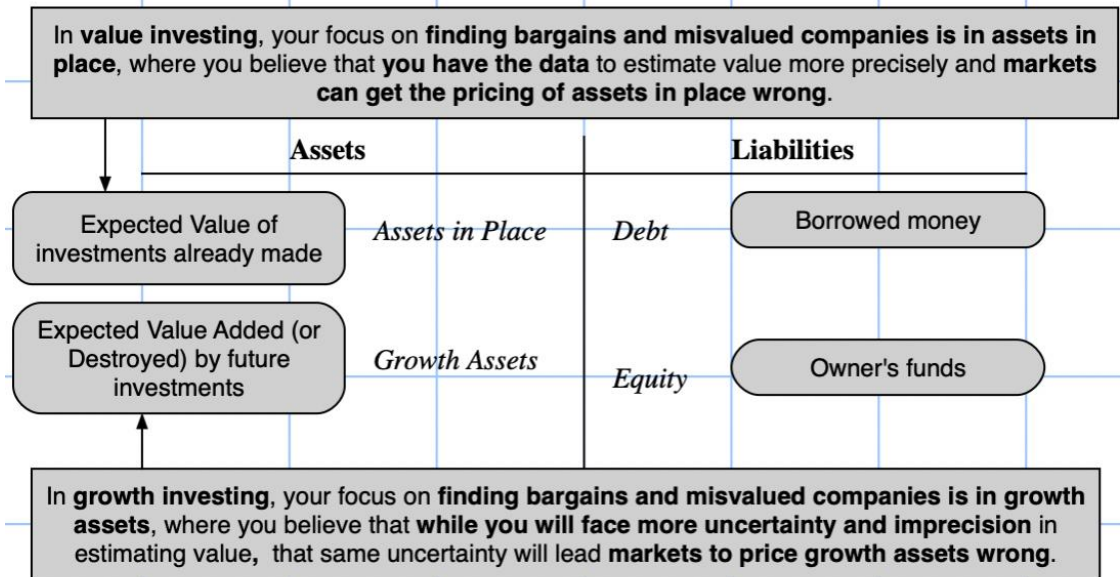 In value investing, your focus on finding bargains and misvalued companies is in assets in
place, where you believe that you have the data to estimate value more precisely and markets
can get the pricing of assets in place wrong.
Assets
Liabilities
Expected Value of
investments already made
Assets in Place
Debt
Borrowed money
Expected Value Added (or
Destroyed) by future
investments
Growth Assets
Equity
Owner's funds
In growth investing, your focus on finding bargains and misvalued companies is in growth
assets, where you believe that while you will face more uncertainty and imprecision in
estimating value, that same uncertainty will lead markets to price growth assets wrong.